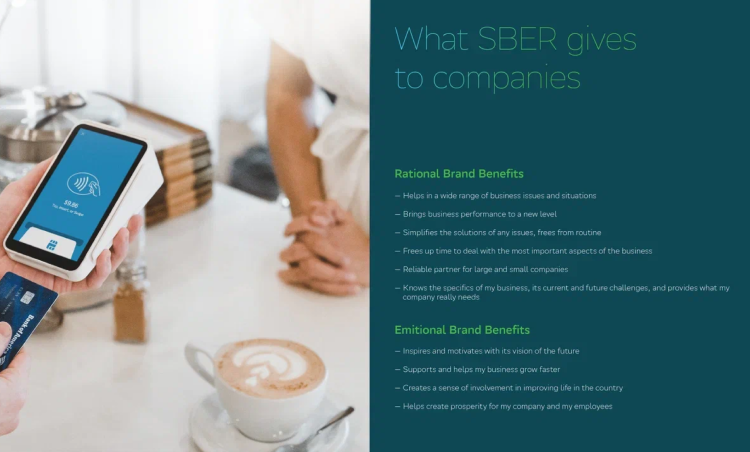 What SBER gives
to companies
Rational Brand Benefits
— Helps in a wide range of business issues and situations
— Brings business performance to a new level
— Simplifies the solutions of any issues, frees from routine
— Frees up time to deal with the most important aspects of the business
— Reliable partner for large and small companies
— Knows the specifics of my business, its current and future challenges, and provides what my
company really needs
Emitional Brand Benefits
— Inspires and motivates with its vision of the future
— Supports and helps my business grow faster
— Creates a sense of involvement in improving life in the country
— Helps create prosperity for my company and my employees
Bank of America